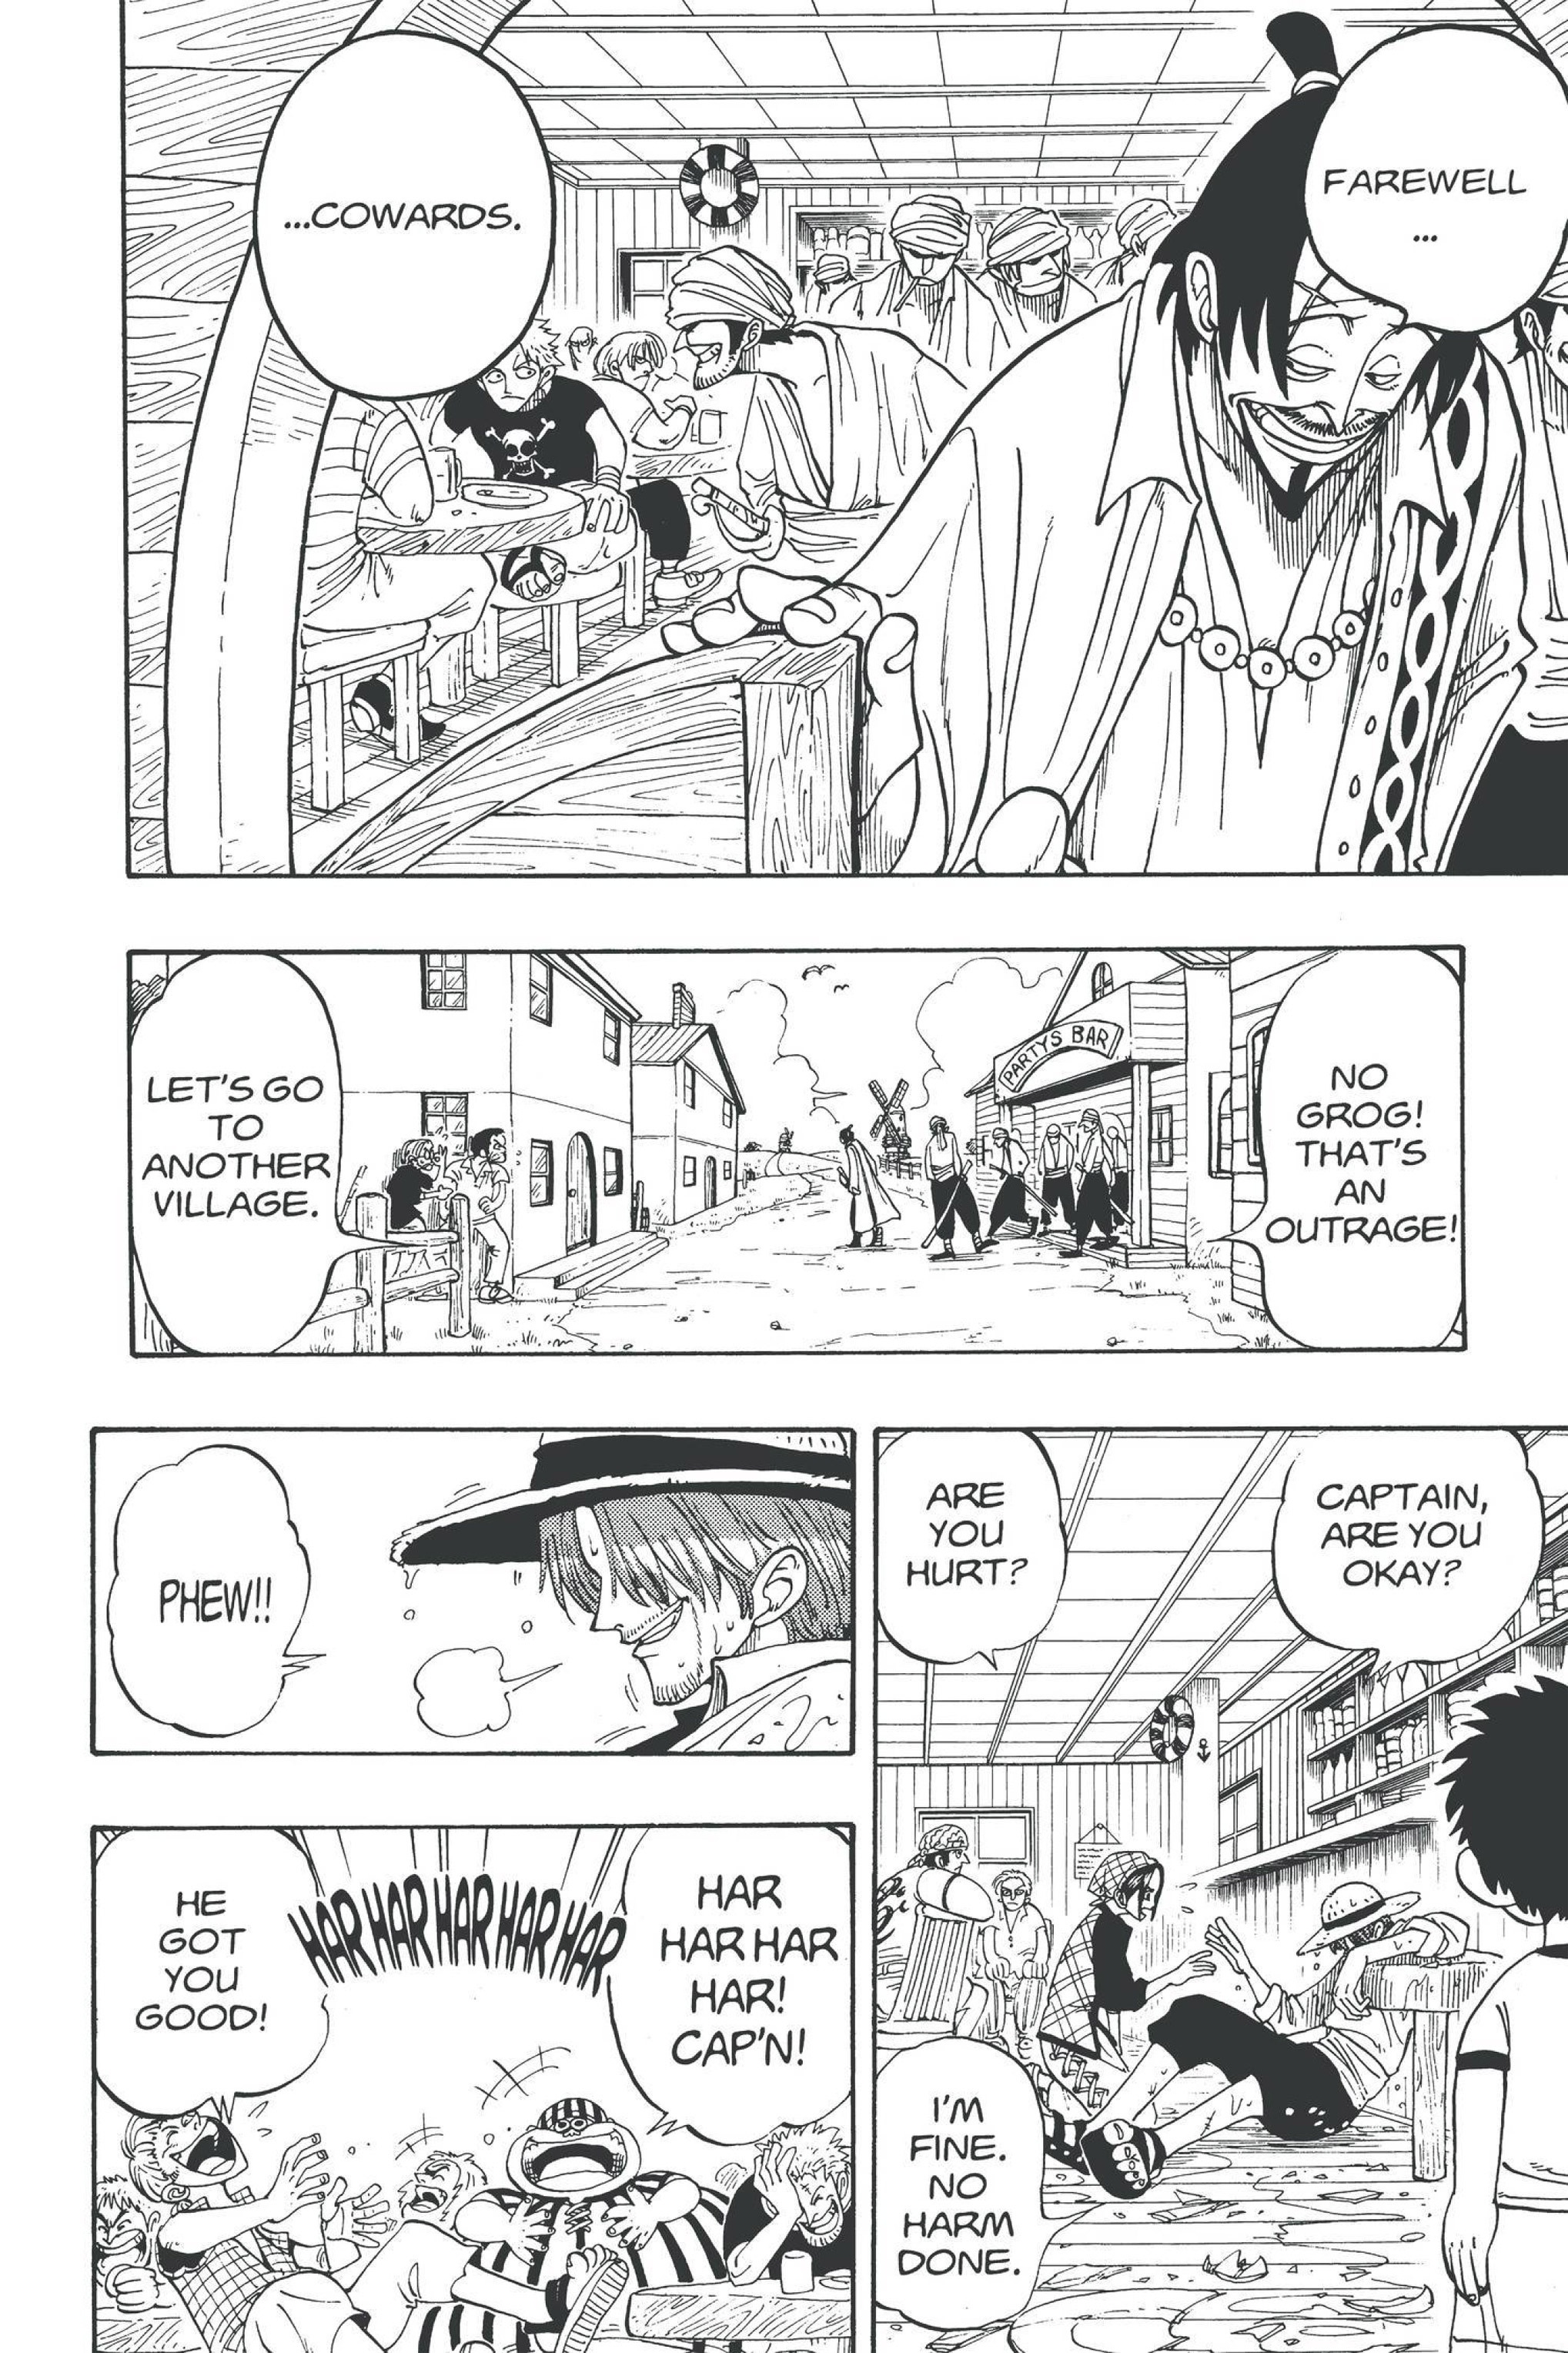 FAREWELL
...
...COWARDS.
NO
GROG!
THAT'S
AN
OUTRAGE!
PARTYS BAR
LET'S GO
TO
ANOTHER
VILLAGE.
CAPTAIN,
ARE YOU
OKAY?
ARE
YOU
HURT?
I'M
FINE.
NO
HARM
DONE.
PHEW!!
HAR
HAR HAR
HAR!
CAP'N!
HAR HAR HAR HAR HAR
HE
GOT
YOU
GOOD!